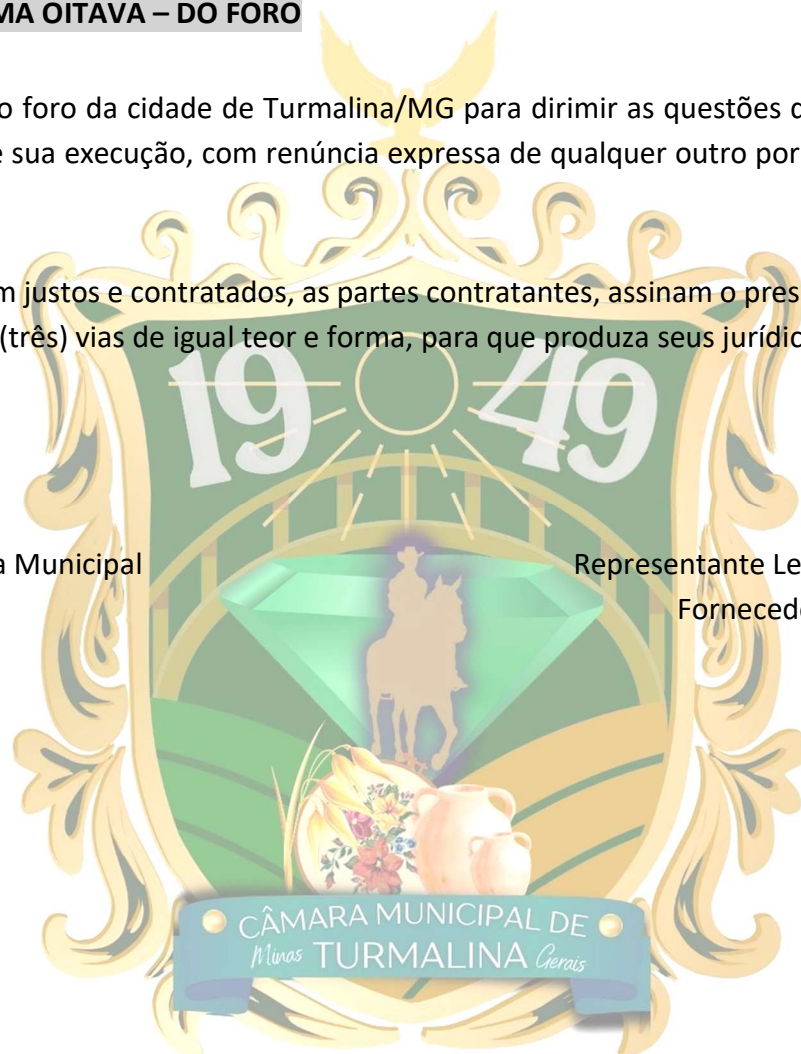 MA OITAVA – DO FORO
o foro da cidade de Turmalina/MG para dirimir as questões
e sua execução, com renúncia expressa de qualquer outro por
m justos e contratados, as partes contratantes, assinam o pres
(três) vias de igual teor e forma, para que produza seus jurídic
19 49
a Municipal Representante Le
Forneced
CÂMARA MUNICIPAL DE
Minas TURMALINA Gerais